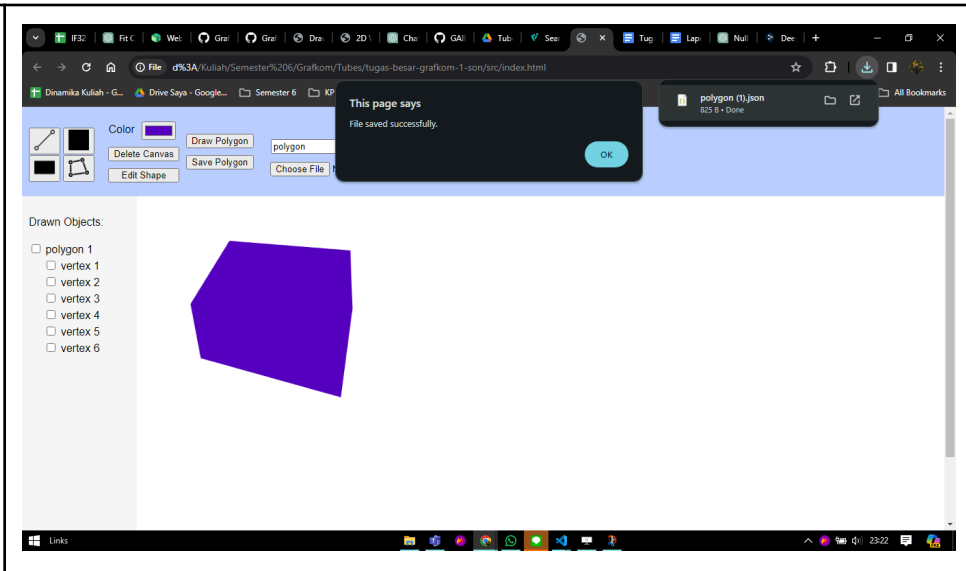 IF32 Fit C Web Graf Graf Dra 2D \ Cha GAI Tub Sea Tug. Lap Null Dec
File d%3A/Kuliah/Semester%206/Grafkom/Tubes/tugas-besar-grafkom-1-son/src/index.html
Dinamika Kuliah - G... Drive Saya - Google... Semester 6 KP All Bookmarks
This page says
File saved successfully.
OK
polygon (1).json
825 B • Done
Color
Draw Polygon
polygon
Delete Canvas
Save Polygon
Choose File
Edit Shape
Drawn Objects:
polygon 1
vertex 1
vertex 2
vertex 3
vertex 4
vertex 5
vertex 6
Links
23:22